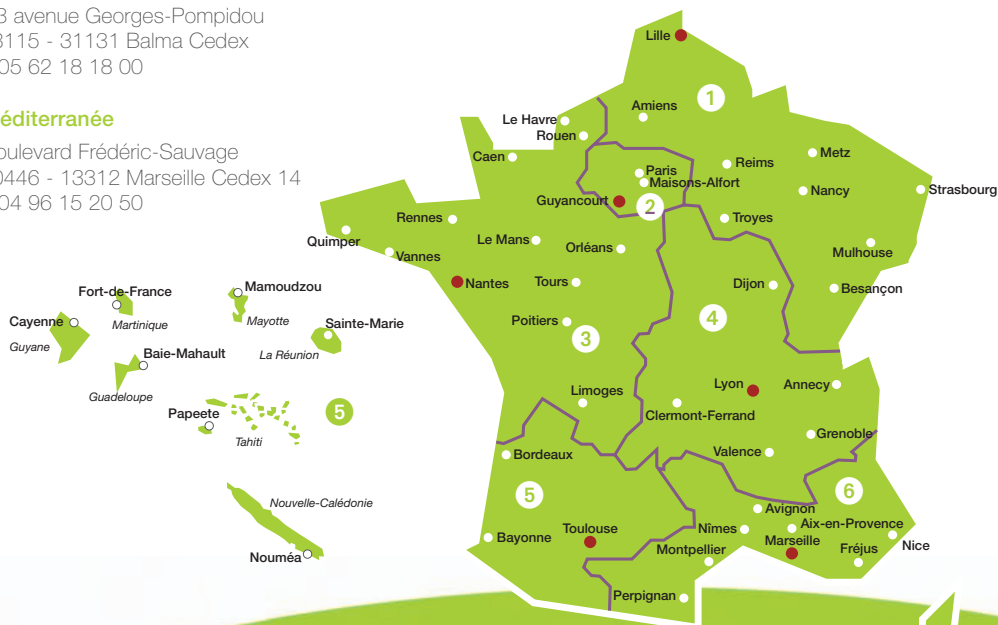 3 avenue Georges-Pompidou
3115 - 31131 Balma Cedex
05 62 18 18 00
éditerranée
oulevard Frédéric-Sauvage
0446 - 13312 Marseille Cedex 14
04 96 15 20 50
Lille
1
Amiens
Le Havre
Rouen
Caen
Paris
Maisons-Alfort
Reims
Metz
Nancy
Strasbourg
Guyancourt
2
Troyes
Rennes
Quimper
Vannes
Le Mans
Orléans
Mulhouse
Nantes
Tours
Dijon
Besançon
Poitiers
3
4
Fort-de-France
Martinique
Mamoudzou
Mayotte
Cayenne
Guyane
Sainte-Marie
La Réunion
Baie-Mahault
Guadeloupe
Papeete
Tahiti
5
Limoges
Lyon
Annecy
Clermont-Ferrand
Grenoble
Valence
Bordeaux
5
6
Nouvelle-Calédonie
Nouméa
Avignon
Bayonne
Toulouse
Nîmes
Aix-en-Provence
Marseille
Montpellier
Fréjus
Nice
Perpignan